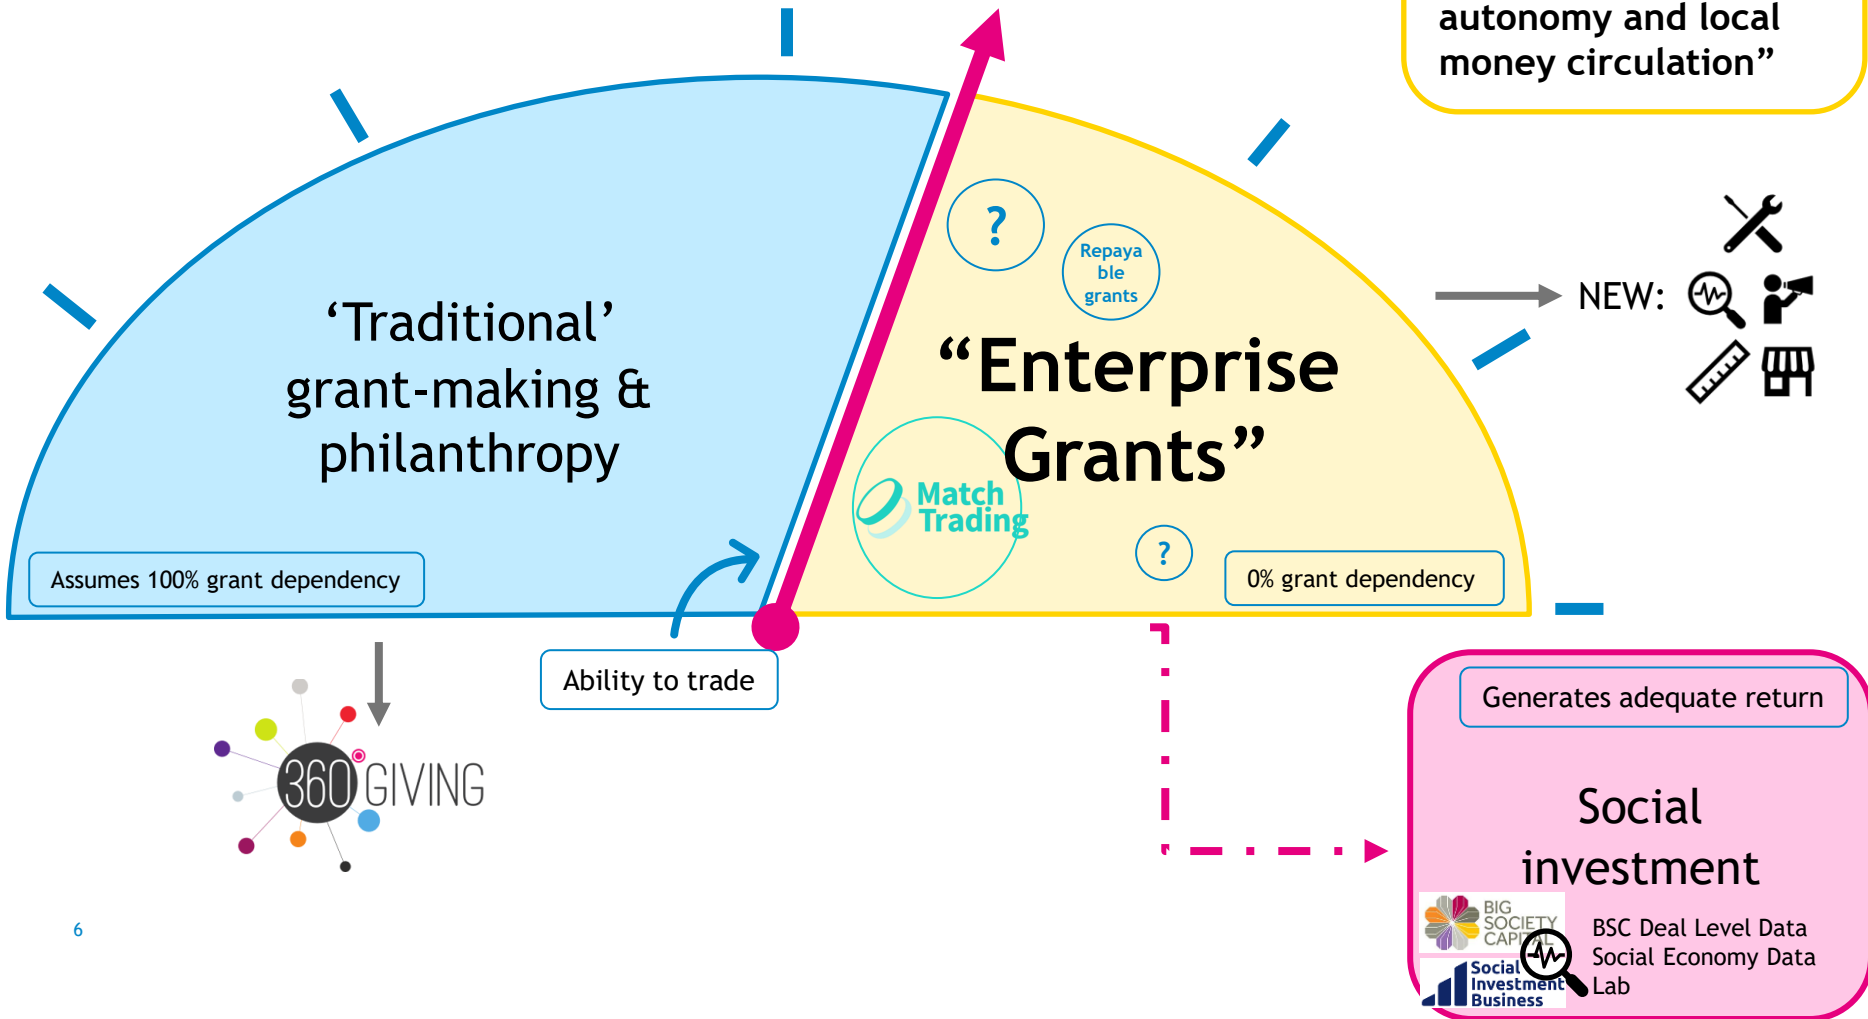 autonomy and local
money circulation”
?
Repaya
ble
grants
NEW:
‘Traditional’
grant-making &
philanthropy
“Enterprise
Grants”
Match
Trading
?
Assumes 100% grant dependency
0% grant dependency
Ability to trade
360 GIVING
Generates adequate return
Social
investment
BIG
SOCIETY
CAPITAL
BSC Deal Level Data
Social Economy Data
Lab
Social
Investment
Business
6